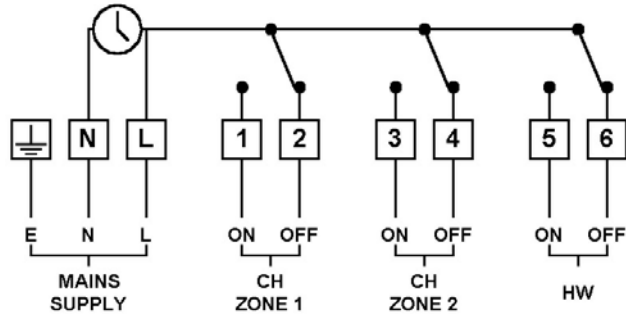 N L 1 2 3 4 5 6
E N L ON OFF ON OFF ON OFF
MAINS SUPPLY
CH ZONE 1
CH ZONE 2
HW